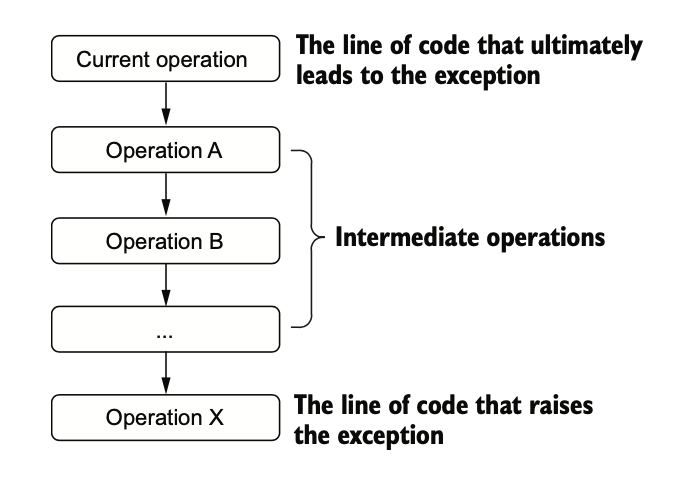 Current operation
The line of code that ultimately
leads to the exception
Operation A
Operation B
Intermediate operations
...
Operation X
The line of code that raises
the exception